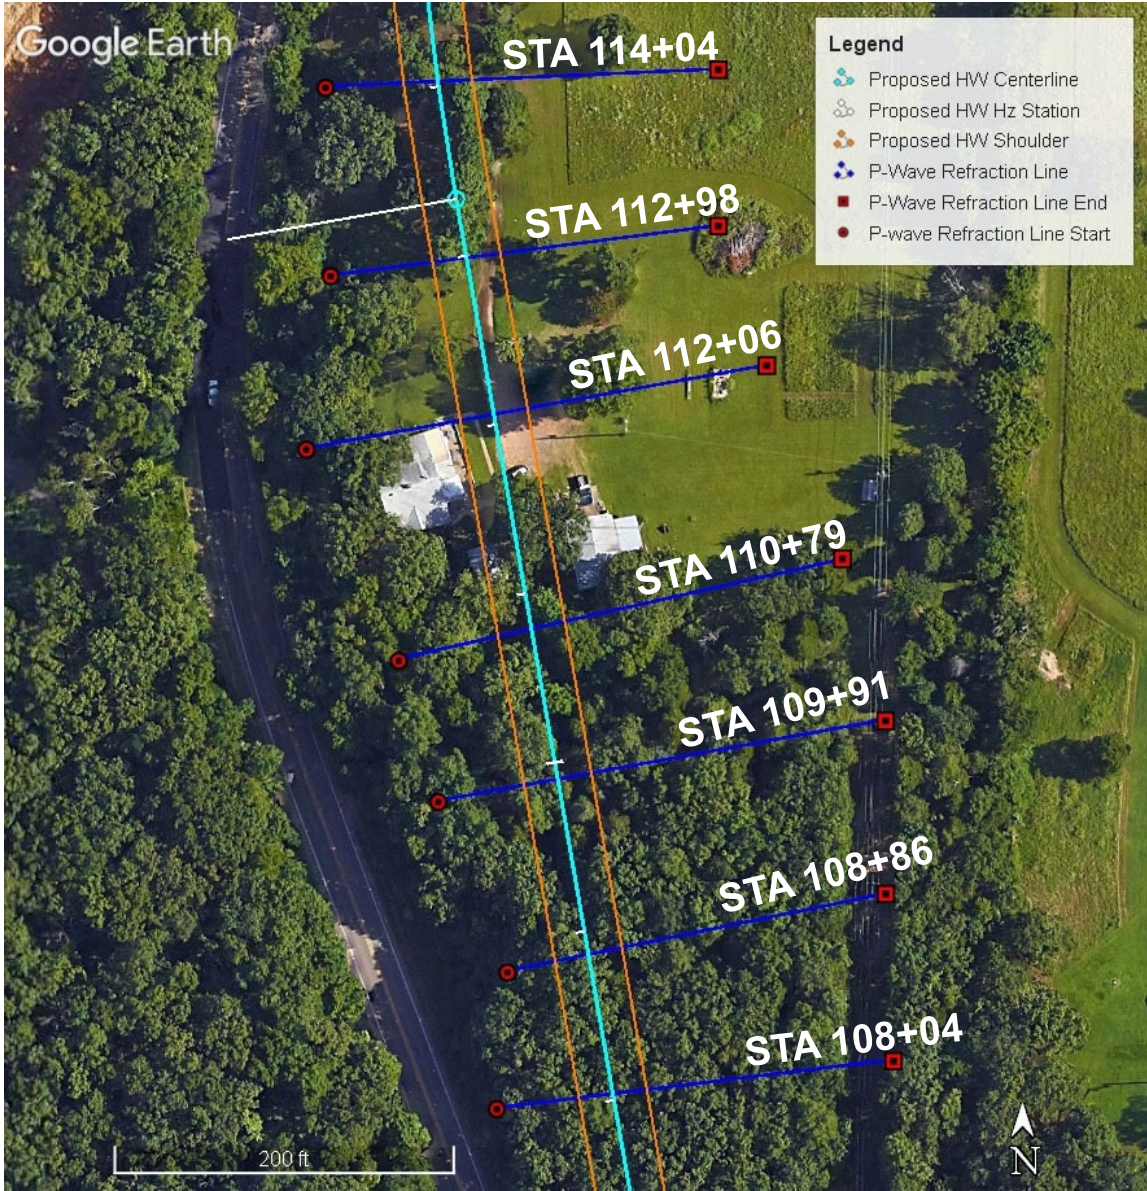 Google Earth
STA 114+04
Legend
Proposed HW Centerline
Proposed HW Hz Station
Proposed HW Shoulder
P-Wave Refraction Line
P-Wave Refraction Line End
P-wave Refraction Line Start
STA 112+98
STA 112+06
STA 110+79
STA 109+91
STA 108+86
STA 108+04
200 ft
N